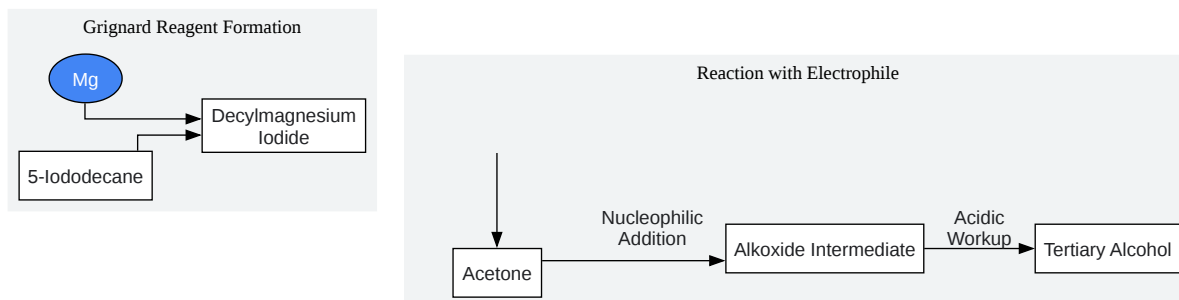 Grignard Reagent Formation
Mg
Decylmagnesium
Iodide
5-Iododecane
Reaction with Electrophile
Acetone
Nucleophilic
Addition
Alkoxide Intermediate
Acidic
Workup
Tertiary Alcohol